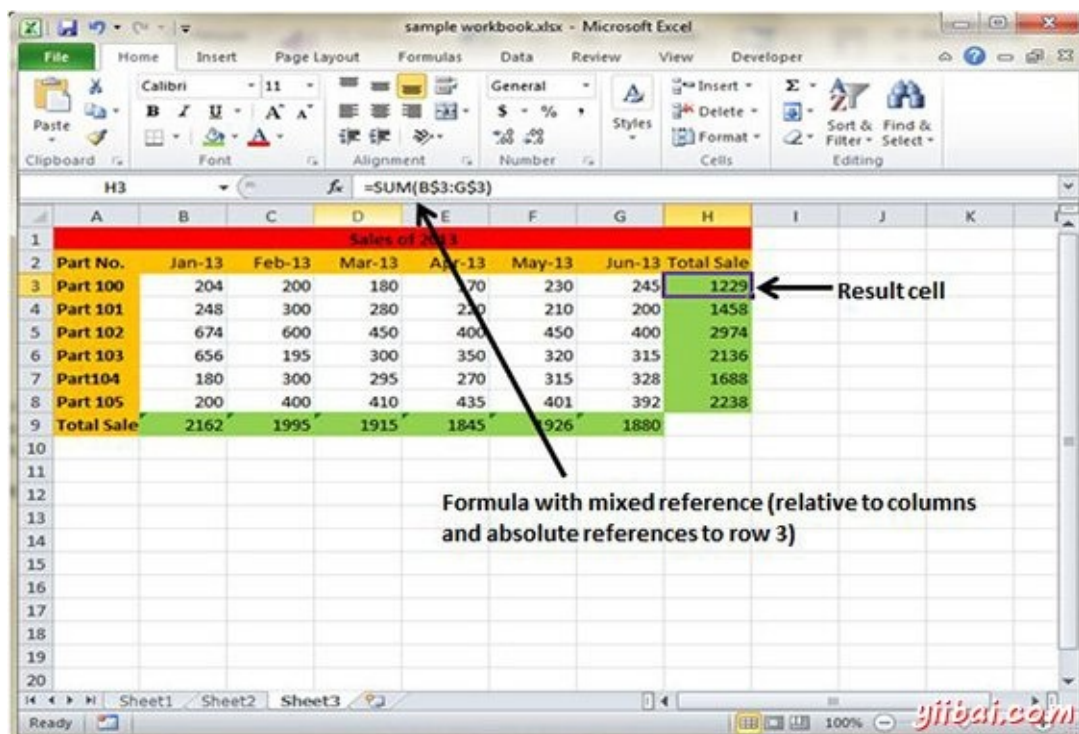 sample workbook.xlsx - Microsoft Excel
File Home Insert Page Layout Formulas Data Review View Developer
Paste
Calibri 11
B I U A A
A
General
$ % ,
Styles
Insert
Delete
Format
Σ
Sort & Filter
Find & Select
Clipboard Font Alignment Number Cells Editing
H3 fx =SUM(B$3:G$3)
A B C D E F G H I J K
1 Sales of 2013
2 Part No. Jan-13 Feb-13 Mar-13 Apr-13 May-13 Jun-13 Total Sale
3 Part 100 204 200 180 70 230 245 1229
Result cell
4 Part 101 248 300 280 220 210 200 1458
5 Part 102 674 600 450 400 450 400 2974
6 Part 103 656 195 300 350 320 315 2136
7 Part104 180 300 295 270 315 328 1688
8 Part 105 200 400 410 435 401 392 2238
9 Total Sale 2162 1995 1915 1845 1926 1880
10
11
12
13
14
15
16
17
18
19
20
Formula with mixed reference (relative to columns
and absolute references to row 3)
Sheet1 Sheet2 Sheet3
Ready 100%
yiibai.com